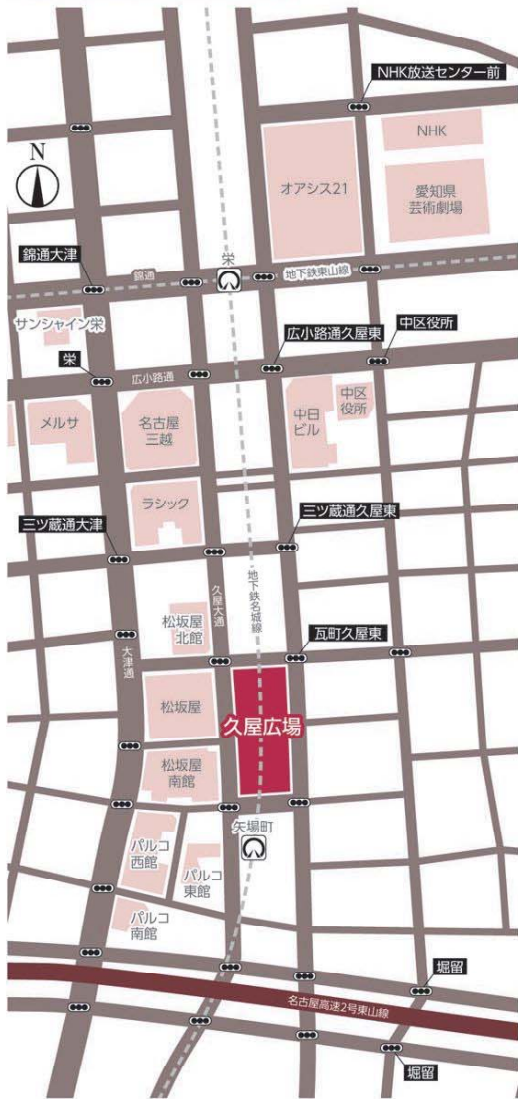 NHK放送センター前
NHK
オアシス21
愛知県
芸術劇場
N
栄
錦通大津
錦通
地下鉄東山線
サンシャイン栄
広小路通久屋東
中区役所
栄
広小路通
メルサ
名古屋
三越
中日
ビル
中区
役所
ラシック
三ツ蔵通大津
三ツ蔵通久屋東
地下鉄名城線
久屋大通
松坂屋
北館
瓦町久屋東
大津通
松坂屋
久屋広場
松坂屋
南館
矢場町
パルコ
西館
パルコ
東館
パルコ
南館
堀留
名古屋高速2号東山線
堀留